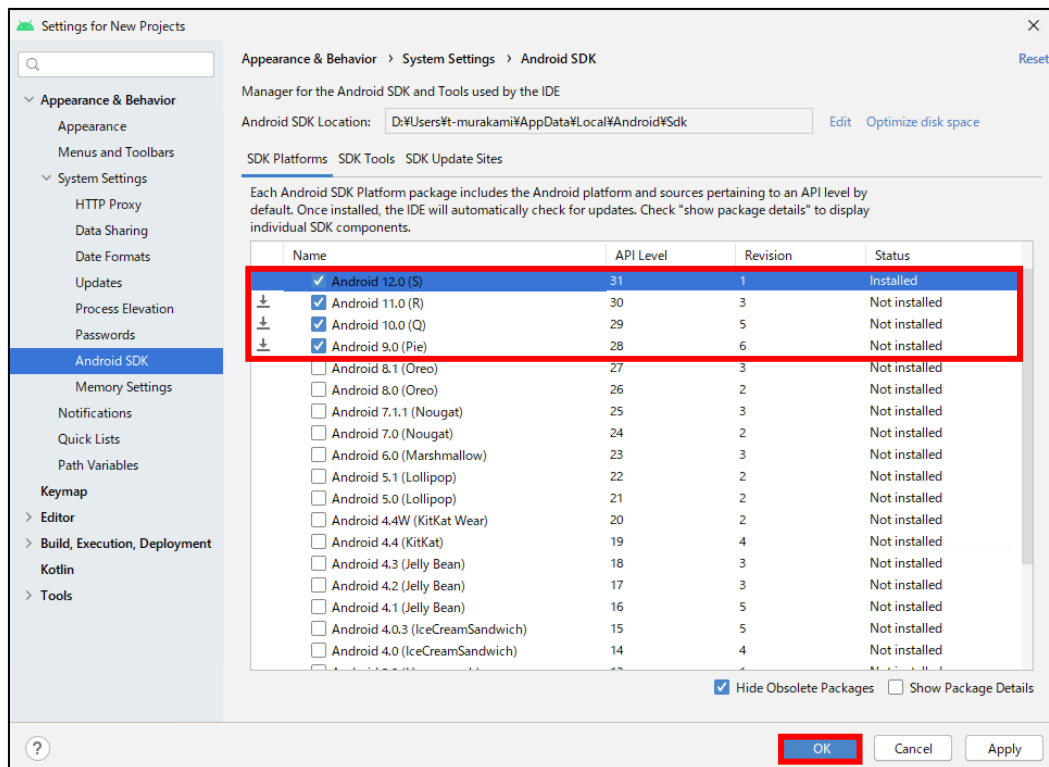 Settings for New Projects
Appearance & Behavior
Appearance
Menus and Toolbars
System Settings
HTTP Proxy
Data Sharing
Date Formats
Updates
Process Elevation
Passwords
Android SDK
Memory Settings
Notifications
Quick Lists
Path Variables
Keymap
Editor
Build, Execution, Deployment
Kotlin
Tools
Appearance & Behavior › System Settings › Android SDK Reset
Manager for the Android SDK and Tools used by the IDE
Android SDK Location: D:¥Users¥t-murakami¥AppData¥Local¥Android¥Sdk Edit Optimize disk space
SDK Platforms SDK Tools SDK Update Sites
Each Android SDK Platform package includes the Android platform and sources pertaining to an API level by
default. Once installed, the IDE will automatically check for updates. Check "show package details" to display
individual SDK components.
Name API Level Revision Status
Android 12.0 (S) 31 1 Installed
Android 11.0 (R) 30 3 Not installed
Android 10.0 (Q) 29 5 Not installed
Android 9.0 (Pie) 28 6 Not installed
Android 8.1 (Oreo) 27 3 Not installed
Android 8.0 (Oreo) 26 2 Not installed
Android 7.1.1 (Nougat) 25 3 Not installed
Android 7.0 (Nougat) 24 2 Not installed
Android 6.0 (Marshmallow) 23 3 Not installed
Android 5.1 (Lollipop) 22 2 Not installed
Android 5.0 (Lollipop) 21 2 Not installed
Android 4.4W (KitKat Wear) 20 2 Not installed
Android 4.4 (KitKat) 19 4 Not installed
Android 4.3 (Jelly Bean) 18 3 Not installed
Android 4.2 (Jelly Bean) 17 3 Not installed
Android 4.1 (Jelly Bean) 16 5 Not installed
Android 4.0.3 (IceCreamSandwich) 15 5 Not installed
Android 4.0 (IceCreamSandwich) 14 4 Not installed
Hide Obsolete Packages Show Package Details
? OK Cancel Apply